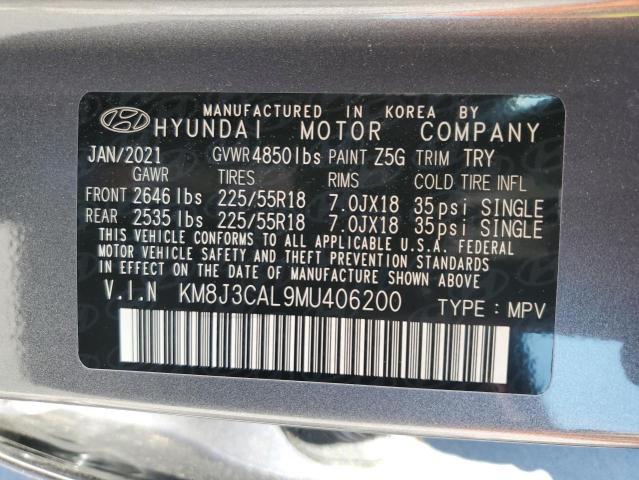 MANUFACTURED IN KOREA BY
HYUNDAI MOTOR COMPANY
JAN/2021 GVWR 4850lbs PAINT Z5G TRIM TRY
GAWR TIRES RIMS COLD TIRE INFL
FRONT 2646 lbs 225/55R18 7.0JX18 35psi SINGLE
REAR 2535 lbs 225/55R18 7.0JX18 35psi SINGLE
THIS VEHICLE CONFORMS TO ALL APPLICABLE U.S.A. FEDERAL
MOTOR VEHICLE SAFETY AND THEFT PREVENTION STANDARDS
IN EFFECT ON THE DATE OF MANUFACTURE SHOWN ABOVE.
V.I.N KM8J3CAL9MU406200 TYPE : MPV